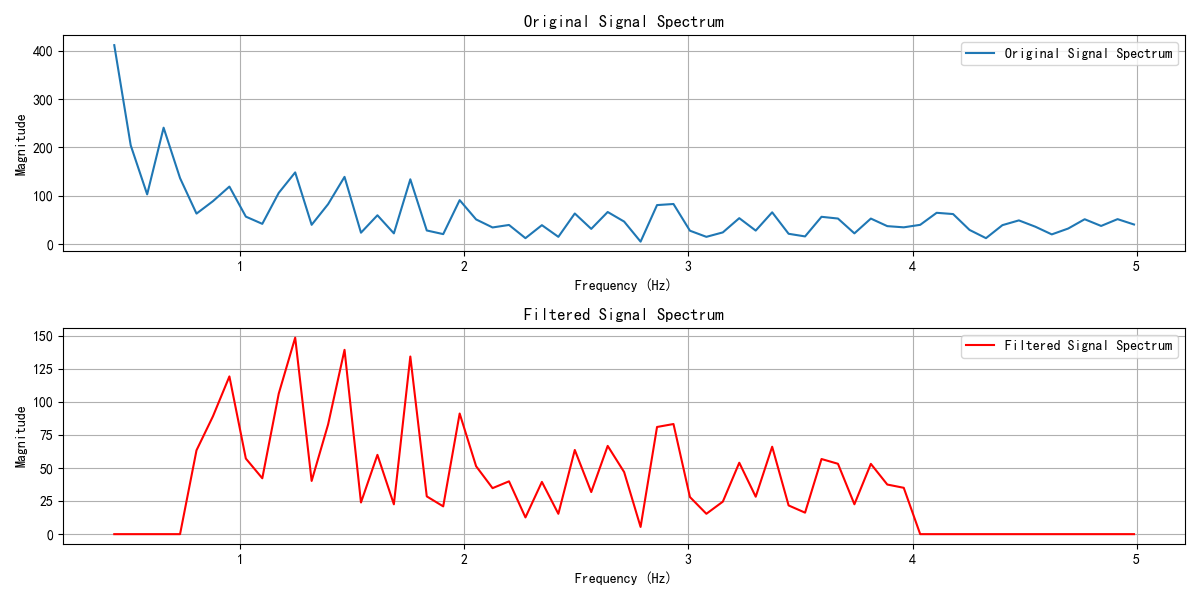 Original Signal Spectrum
Original Signal Spectrum
400
300
200
100
0
Magnitude
1 2 3 4 5
Frequency (Hz)
Filtered Signal Spectrum
Filtered Signal Spectrum
150
125
100
75
50
25
0
Magnitude
1 2 3 4 5
Frequency (Hz)